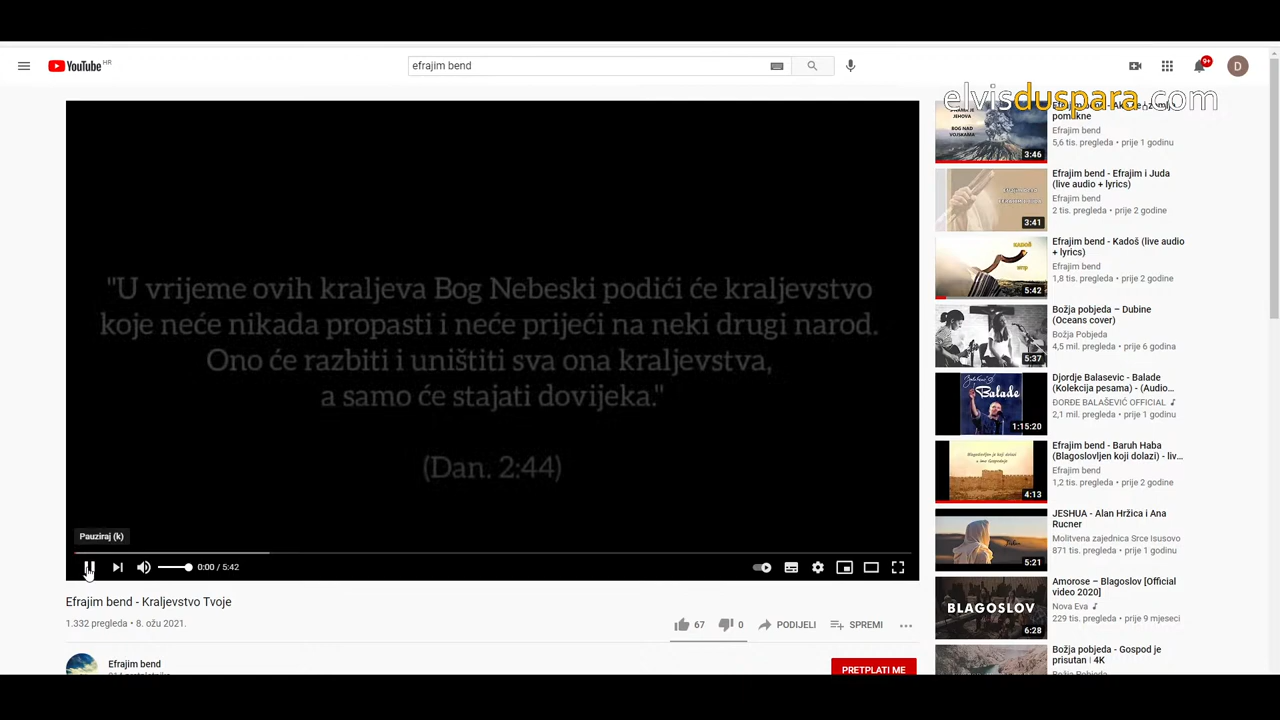 YouTube HR
efrajim bend
9+
D
elvisduspara.com
"U vrijeme ovih kraljeva Bog Nebeski podići će kraljevstvo
koje neće nikada propasti i neće prijeći na neki drugi narod.
Ono će razbiti i uništiti sva ona kraljevstva,
a samo će stajati dovijeka."
(Dan. 2:44)
Pauziraj (k)
0:00 / 5:42
Efrajim bend - Kraljevstvo Tvoje
1.332 pregleda • 8. ožu 2021.
67
0
PODIJELI
SPREMI
Efrajim bend
PRETPLATI ME
JEHOVA
BOG NAD
VOJSKAMA
3:46
Efrajim bend
5,6 tis. pregleda • prije 1 godinu
3:41
Efrajim bend - Efrajim i Juda
(live audio + lyrics)
Efrajim bend
2 tis. pregleda • prije 2 godine
KADOŠ
5:42
Efrajim bend - Kadoš (live audio
+ lyrics)
Efrajim bend
1,8 tis. pregleda • prije 2 godine
5:37
Božja pobjeda – Dubine
(Oceans cover)
Božja Pobjeda
4,5 mil. pregleda • prije 6 godina
Balade
1:15:20
Djordje Balasevic - Balade
(Kolekcija pesama) - (Audio...
ĐORĐE BALAŠEVIĆ OFFICIAL
2,1 mil. pregleda • prije 1 godinu
4:13
Efrajim bend - Baruh Haba
(Blagoslovljen koji dolazi) - liv...
Efrajim bend
1,2 tis. pregleda • prije 2 godine
5:21
JESHUA - Alan Hržica i Ana
Rucner
Molitvena zajednica Srce Isusovo
871 tis. pregleda • prije 1 godinu
BLAGOSLOV
6:28
Amorose – Blagoslov [Official
video 2020]
Nova Eva
229 tis. pregleda • prije 9 mjeseci
Božja pobjeda - Gospod je
prisutan | 4K